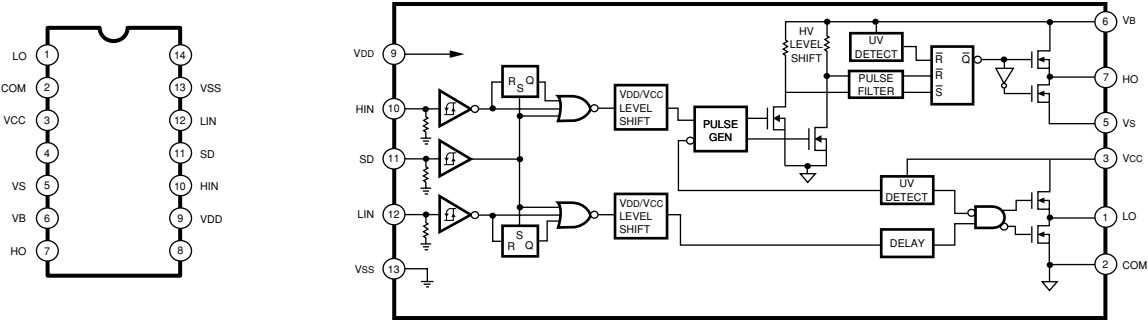 LO 1
COM 2
VCC 3
4
VS 5
VB 6
HO 7
14
13 VSS
12 LIN
11 SD
10 HIN
9 VDD
8
VDD 9
HIN 10
SD 11
LIN 12
VSS 13
R S Q
S
R Q
VDD/VCC
LEVEL
SHIFT
VDD/VCC
LEVEL
SHIFT
PULSE
GEN
HV
LEVEL
SHIFT
UV
DETECT
PULSE
FILTER
R Q
R
S
UV
DETECT
DELAY
6 VB
7 HO
5 VS
3 VCC
1 LO
2 COM